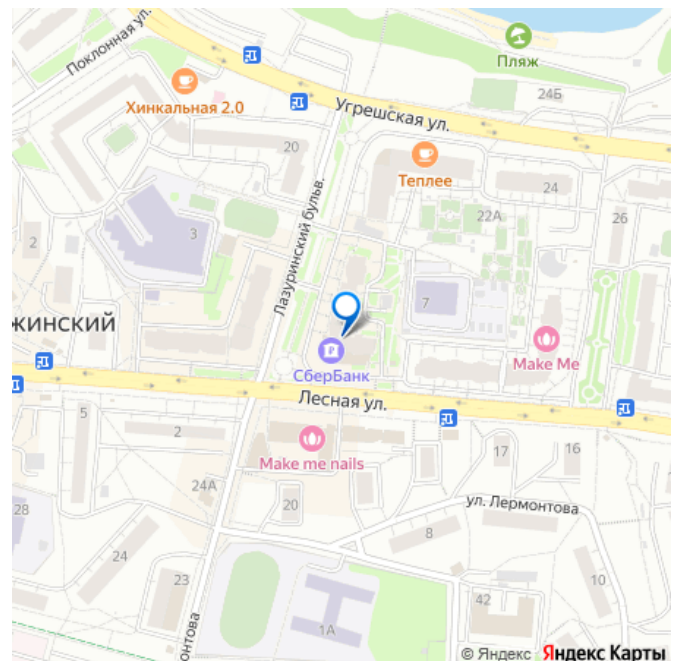 Поклонная ул.
Пляж
24Б
Хинкальная 2.0
Угрешская ул.
20
Теплее
24
22А
26
2
3
Лазуринский бульв.
7
жинский
СберБанк
Make Me
Лесная ул.
5
2
Make me nails
17
16
24А
20
ул. Лермонтова
28
8
24
23
10
42
1А
монтова
© Яндекс Яндекс Карты